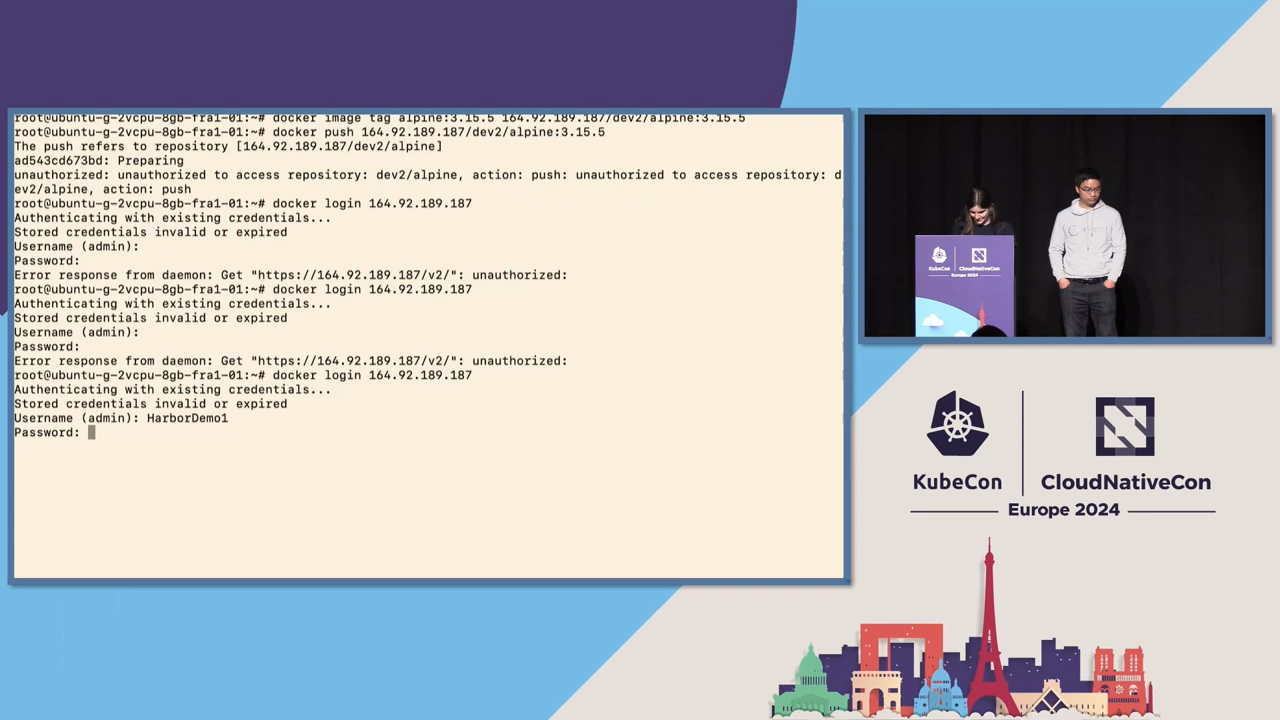 root@ubuntu-g-2vcpu-8gb-fra1-01:~# docker image tag alpine:3.15.5 164.92.189.187/dev2/alpine:3.15.5
root@ubuntu-g-2vcpu-8gb-fra1-01:~# docker push 164.92.189.187/dev2/alpine:3.15.5
The push refers to repository [164.92.189.187/dev2/alpine]
ad543cd673bd: Preparing
unauthorized: unauthorized to access repository: dev2/alpine, action: push: unauthorized to access repository: d
ev2/alpine, action: push
root@ubuntu-g-2vcpu-8gb-fra1-01:~# docker login 164.92.189.187
Authenticating with existing credentials...
Stored credentials invalid or expired
Username (admin):
Password:
Error response from daemon: Get "https://164.92.189.187/v2/": unauthorized:
root@ubuntu-g-2vcpu-8gb-fra1-01:~# docker login 164.92.189.187
Authenticating with existing credentials...
Stored credentials invalid or expired
Username (admin):
Password:
Error response from daemon: Get "https://164.92.189.187/v2/": unauthorized:
root@ubuntu-g-2vcpu-8gb-fra1-01:~# docker login 164.92.189.187
Authenticating with existing credentials...
Stored credentials invalid or expired
Username (admin): HarborDemo1
Password:
KubeCon
CloudNativeCon
Europe 2024
KubeCon
CloudNativeCon
Europe 2024